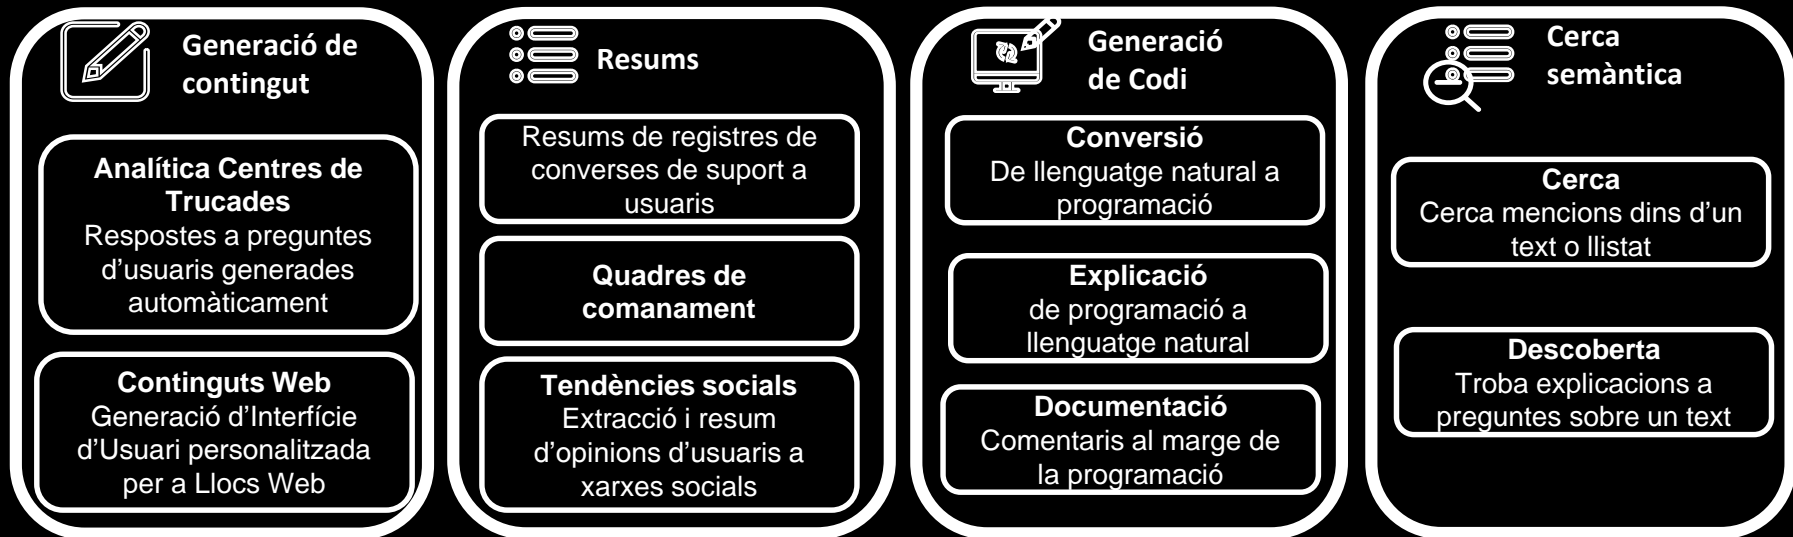 Generació de
contingut
Analítica Centres de
Trucades
Respostes a preguntes
d’usuaris generades
automàticament
Continguts Web
Generació d’Interfície
d’Usuari personalitzada
per a Llocs Web
Resums
Resums de registres de
converses de suport a
usuaris
Quadres de
comanament
Tendències socials
Extracció i resum
d’opinions d’usuaris a
xarxes socials
Generació
de Codi
Conversió
De llenguatge natural a
programació
Explicació
de programació a
llenguatge natural
Documentació
Comentaris al marge de
la programació
Cerca
semàntica
Cerca
Cerca mencions dins d’un
text o llistat
Descoberta
Troba explicacions a
preguntes sobre un text